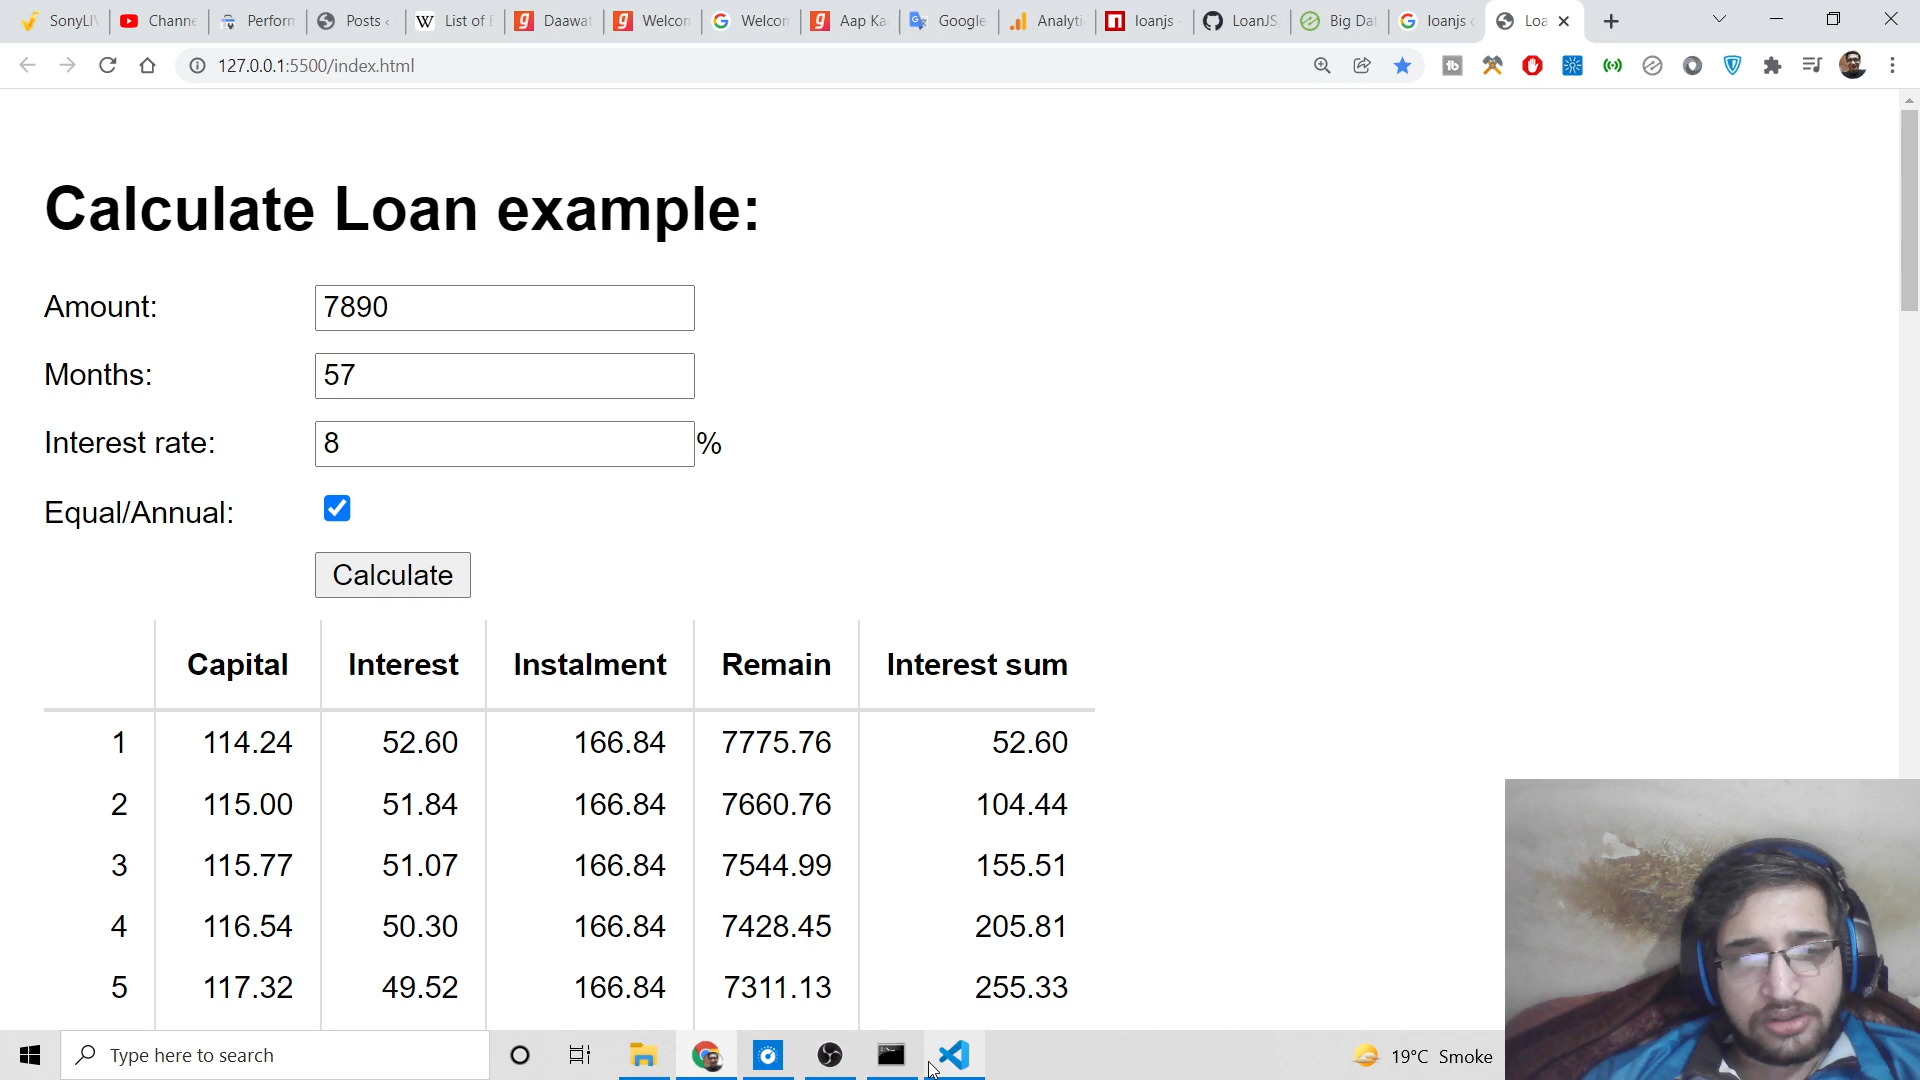 SonyLI Channe Perform Posts List of E Daawat Welcon Welcon Aap Ka Google Analyti loanjs LoanJS Big Dat loanjs Loa
127.0.0.1:5500/index.html
Calculate Loan example:
Amount: 7890
Months: 57
Interest rate: 8 %
Equal/Annual:
Calculate
Capital Interest Instalment Remain Interest sum
1 114.24 52.60 166.84 7775.76 52.60
2 115.00 51.84 166.84 7660.76 104.44
3 115.77 51.07 166.84 7544.99 155.51
4 116.54 50.30 166.84 7428.45 205.81
5 117.32 49.52 166.84 7311.13 255.33
Type here to search 19°C Smoke